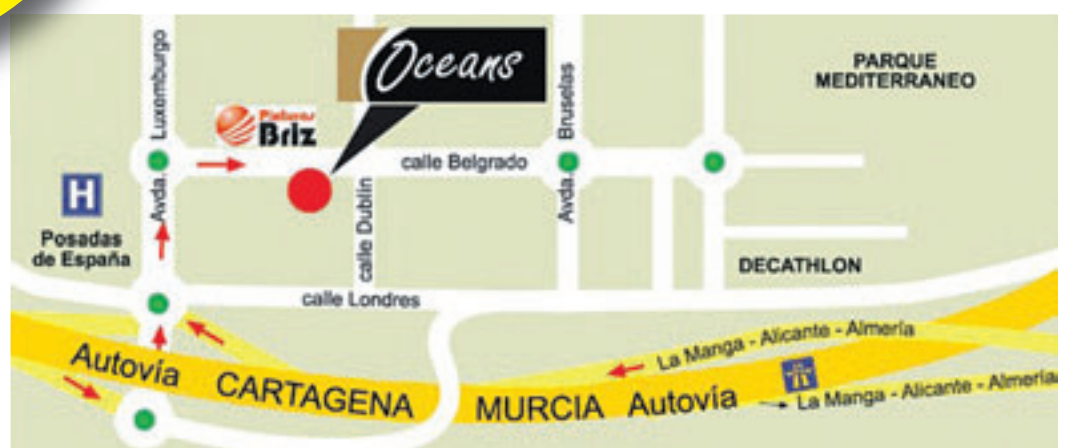 Oceans
PARQUE
MEDITERRANEO
Avda. Luxemburgo
Briz
calle Belgrado
Avda. Bruselas
H
Posadas
de España
calle Dublin
DECATHLON
calle Londres
La Manga - Alicante - Almería
Autovía CARTAGENA MURCIA Autovía
La Manga - Alicante - Almería